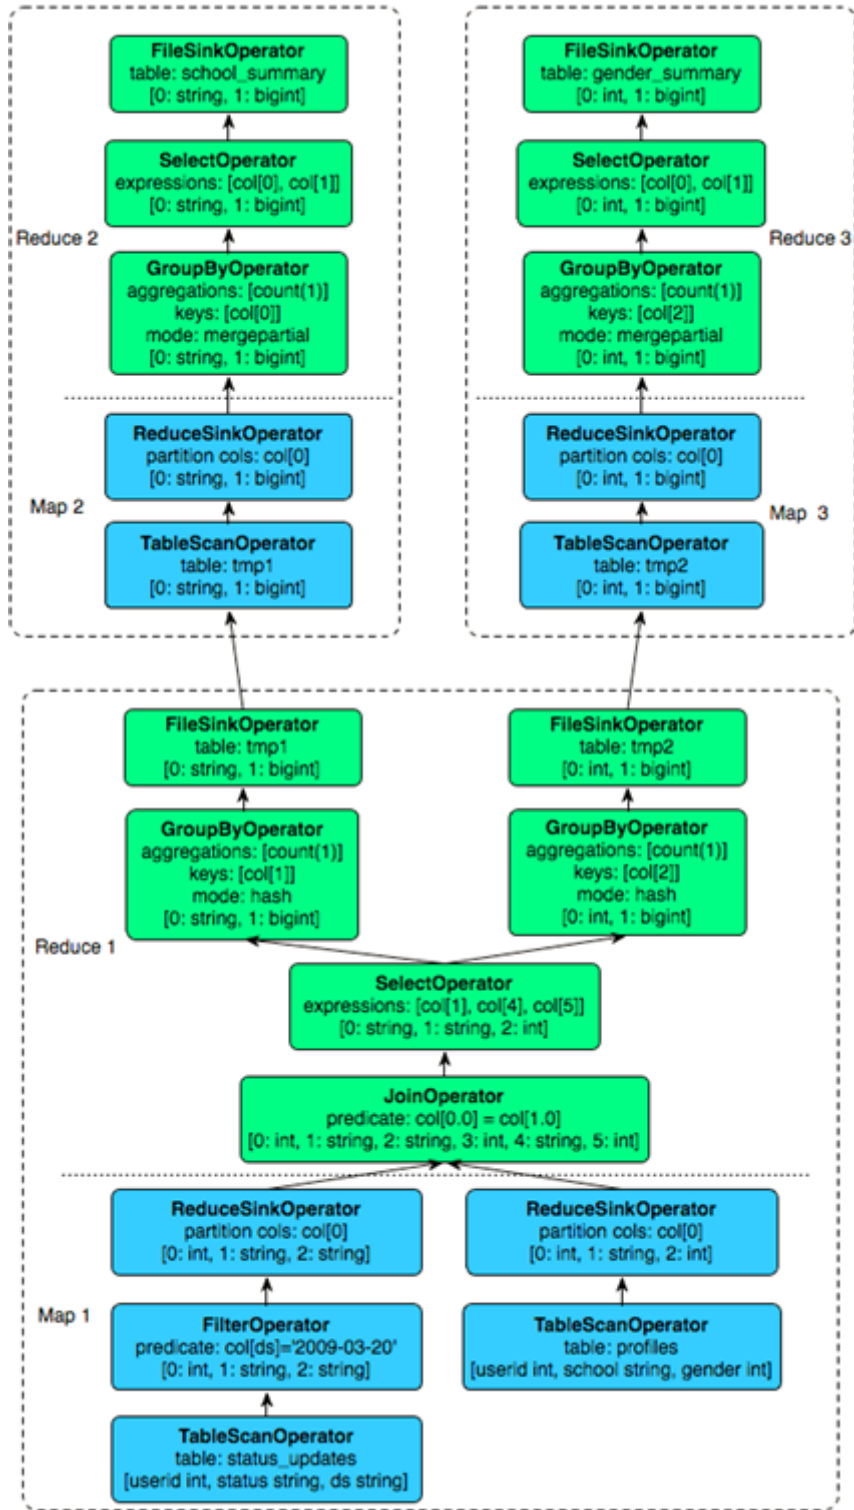 FileSinkOperator
table: school_summary
[0: string, 1: bigint]
SelectOperator
expressions: [col[0], col[1]]
[0: string, 1: bigint]
Reduce 2
GroupByOperator
aggregations: [count(1)]
keys: [col[0]]
mode: mergepartial
[0: string, 1: bigint]
ReduceSinkOperator
partition cols: col[0]
[0: string, 1: bigint]
Map 2
TableScanOperator
table: tmp1
[0: string, 1: bigint]
FileSinkOperator
table: gender_summary
[0: int, 1: bigint]
SelectOperator
expressions: [col[0], col[1]]
[0: int, 1: bigint]
Reduce 3
GroupByOperator
aggregations: [count(1)]
keys: [col[2]]
mode: mergepartial
[0: int, 1: bigint]
ReduceSinkOperator
partition cols: col[0]
[0: int, 1: bigint]
Map 3
TableScanOperator
table: tmp2
[0: int, 1: bigint]
FileSinkOperator
table: tmp1
[0: string, 1: bigint]
GroupByOperator
aggregations: [count(1)]
keys: [col[1]]
mode: hash
[0: string, 1: bigint]
FileSinkOperator
table: tmp2
[0: int, 1: bigint]
GroupByOperator
aggregations: [count(1)]
keys: [col[2]]
mode: hash
[0: int, 1: bigint]
Reduce 1
SelectOperator
expressions: [col[1], col[4], col[5]]
[0: string, 1: string, 2: int]
JoinOperator
predicate: col[0.0] = col[1.0]
[0: int, 1: string, 2: string, 3: int, 4: string, 5: int]
ReduceSinkOperator
partition cols: col[0]
[0: int, 1: string, 2: string]
Map 1
FilterOperator
predicate: col[ds]='2009-03-20'
[0: int, 1: string, 2: string]
TableScanOperator
table: status_updates
[userid int, status string, ds string]
ReduceSinkOperator
partition cols: col[0]
[0: int, 1: string, 2: int]
TableScanOperator
table: profiles
[userid int, school string, gender int]